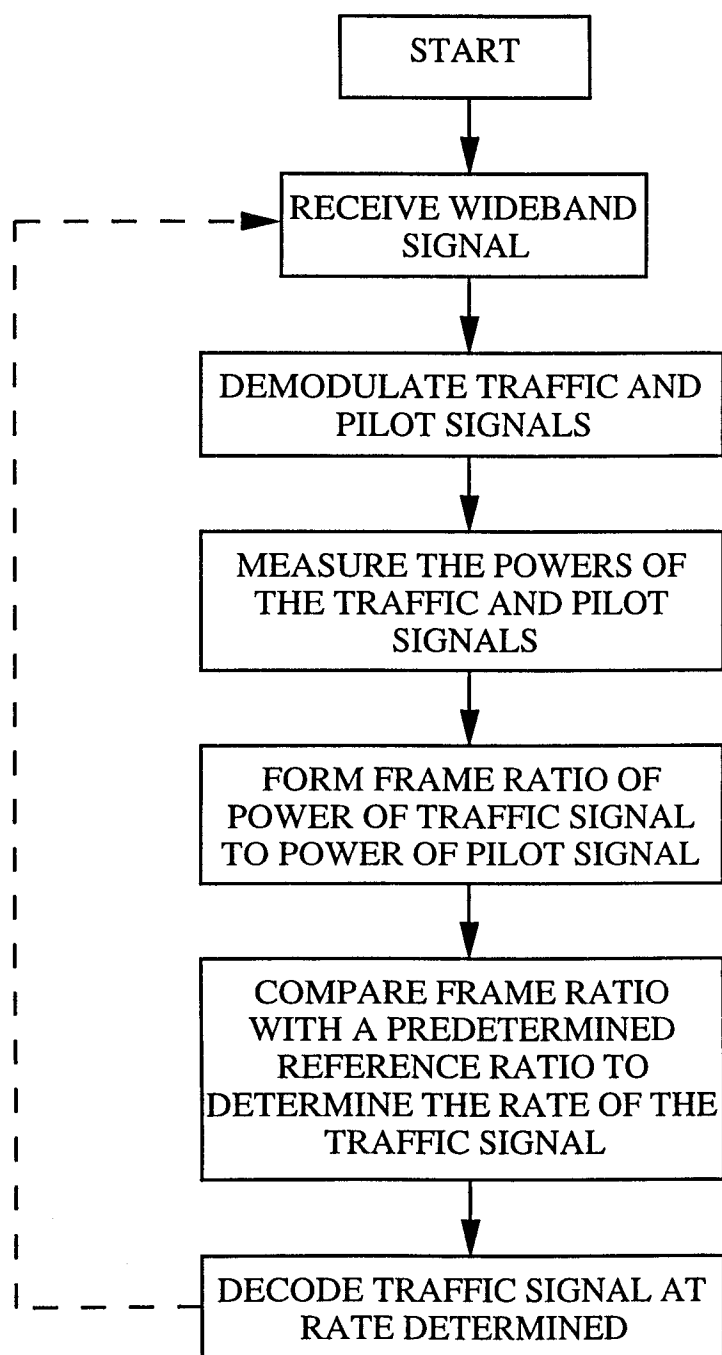 START
RECEIVE WIDEBAND
SIGNAL
DEMODULATE TRAFFIC AND
PILOT SIGNALS
MEASURE THE POWERS OF
THE TRAFFIC AND PILOT
SIGNALS
FORM FRAME RATIO OF
POWER OF TRAFFIC SIGNAL
TO POWER OF PILOT SIGNAL
COMPARE FRAME RATIO
WITH A PREDETERMINED
REFERENCE RATIO TO
DETERMINE THE RATE OF THE
TRAFFIC SIGNAL
DECODE TRAFFIC SIGNAL AT
RATE DETERMINED